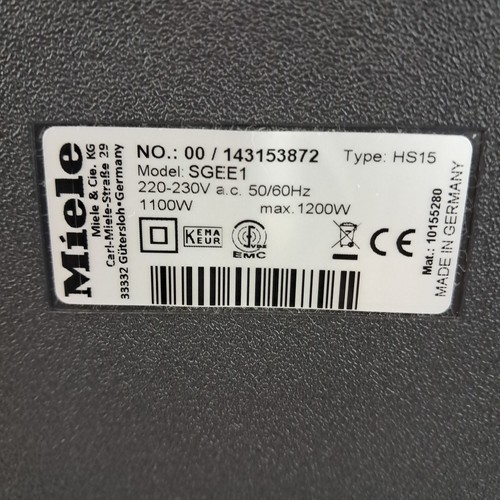 Miele
Miele & Cie. KG
Carl-Miele-Straße 29
33332 Gütersloh•Germany
NO.: 00 / 143153872 Type: HS15
Model: SGEE1
220-230V a.c. 50/60Hz
1100W max.1200W
KEMA
KEUR
VDE
EMC
CE
Mat.: 10155280
MADE IN GERMANY